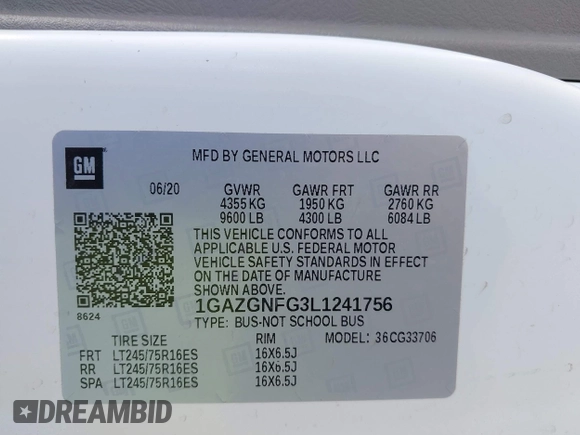 GM
MFD BY GENERAL MOTORS LLC
06/20 GVWR GAWR FRT GAWR RR
4355 KG 1950 KG 2760 KG
9600 LB 4300 LB 6084 LB
THIS VEHICLE CONFORMS TO ALL
APPLICABLE U.S. FEDERAL MOTOR
VEHICLE SAFETY STANDARDS IN EFFECT
ON THE DATE OF MANUFACTURE
SHOWN ABOVE.
8624
1GAZGNFG3L1241756
TYPE: BUS-NOT SCHOOL BUS
TIRE SIZE RIM 36CG33706
FRT LT245/75R16ES 16X6.5J
RR LT245/75R16ES 16X6.5J
SPA LT245/75R16ES 16X6.5J
DREAMBID